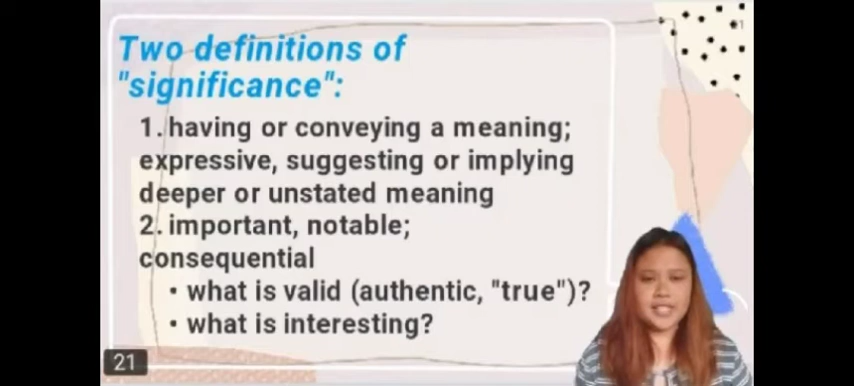 Two definitions of
"significance":
1. having or conveying a meaning;
expressive, suggesting or implying
deeper or unstated meaning
2. important, notable;
consequential
• what is valid (authentic, "true")?
• what is interesting?
21